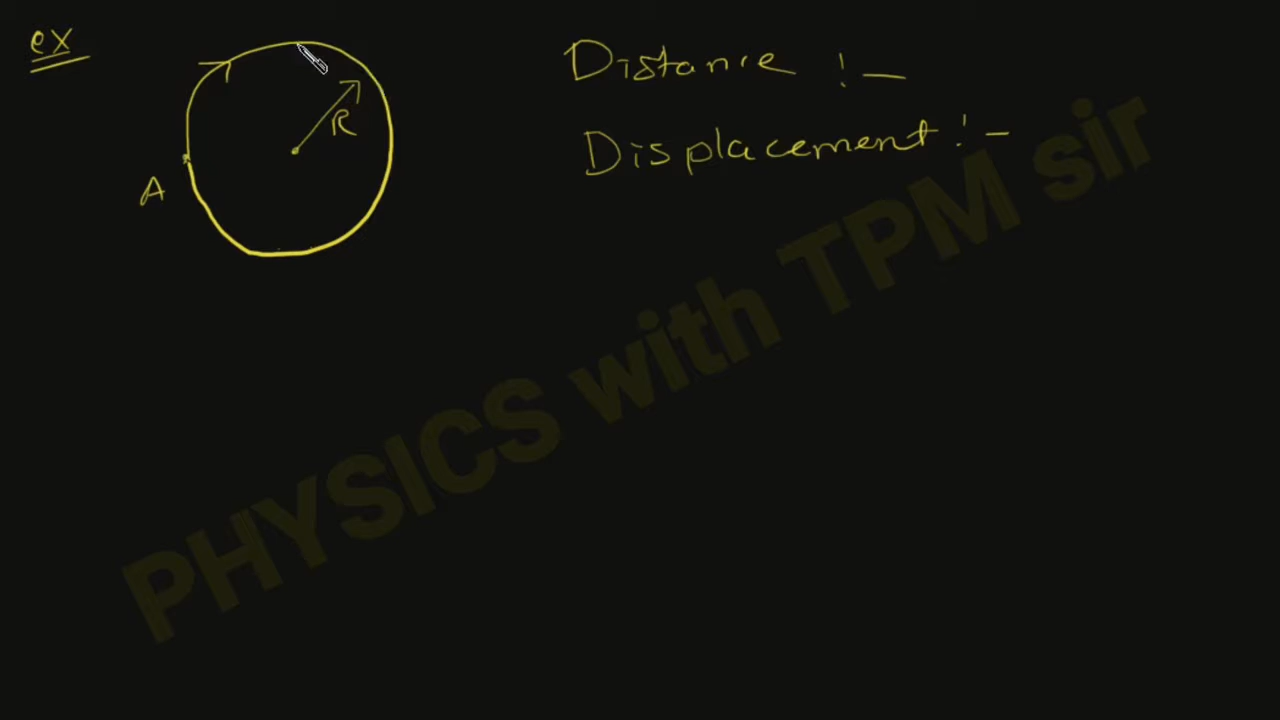 ex
Distance :-
Displacement :-
R
A
PHYSICS with TPM sir